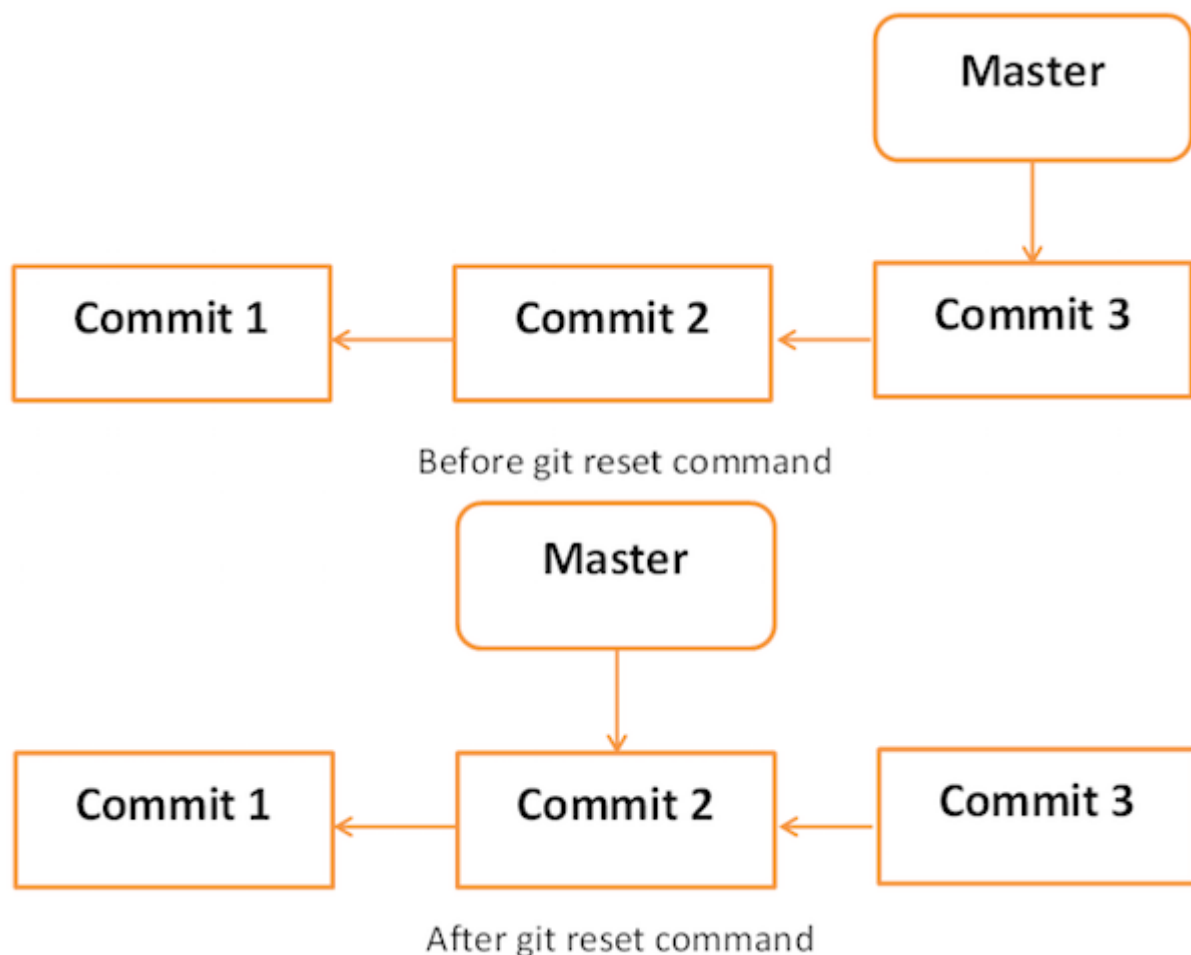 Master
Commit 1
Commit 2
Commit 3
Before git reset command
Master
Commit 1
Commit 2
Commit 3
After git reset command